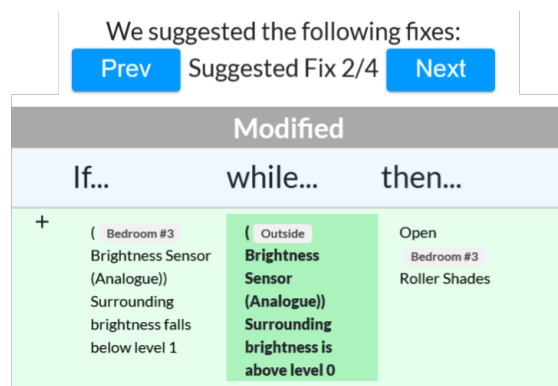 We suggested the following fixes:
Prev Suggested Fix 2/4 Next
Modified
If... while... then...
+
( Bedroom #3
Brightness Sensor
(Analogue))
Surrounding
brightness falls
below level 1
( Outside
Brightness
Sensor
(Analogue))
Surrounding
brightness is
above level 0
Open
Bedroom #3
Roller Shades